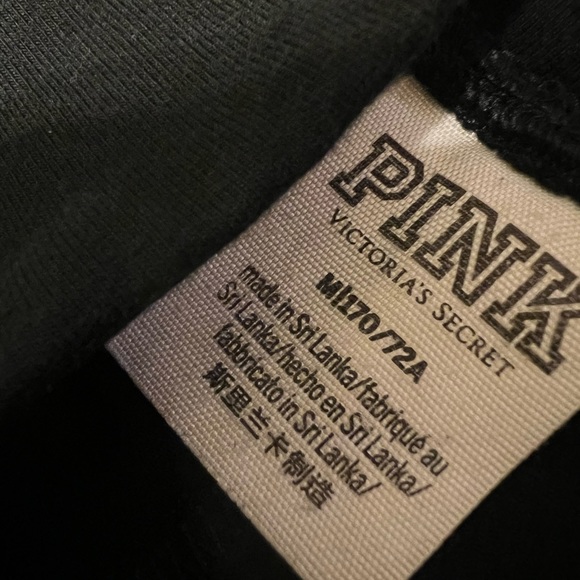 PINK
VICTORIA'S SECRET
M|170/72A
made in Sri Lanka/fabriqué au
Sri Lanka/hecho en Sri Lanka/
fabbricato in Sri Lanka/
斯里兰卡制造